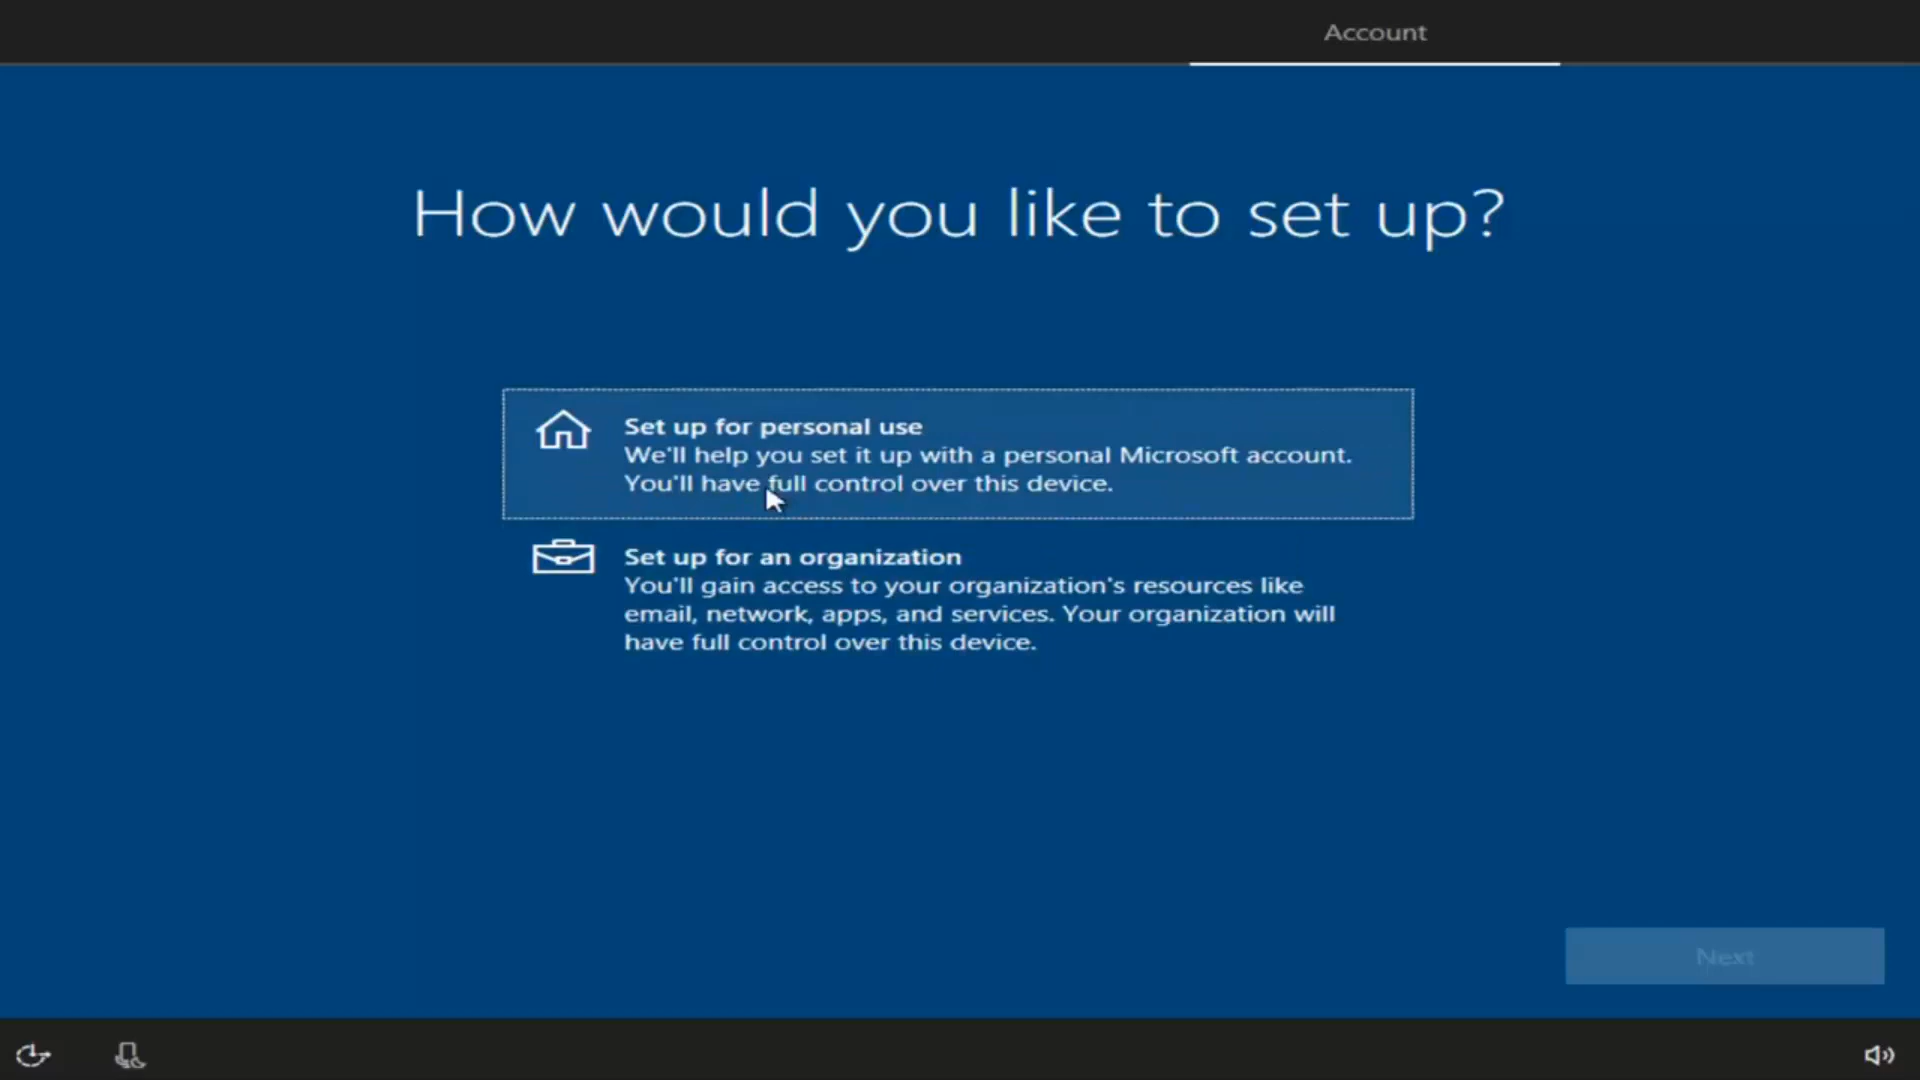 Account
How would you like to set up?
Set up for personal use
We'll help you set it up with a personal Microsoft account.
You'll have full control over this device.
Set up for an organization
You'll gain access to your organization's resources like
email, network, apps, and services. Your organization will
have full control over this device.
Next